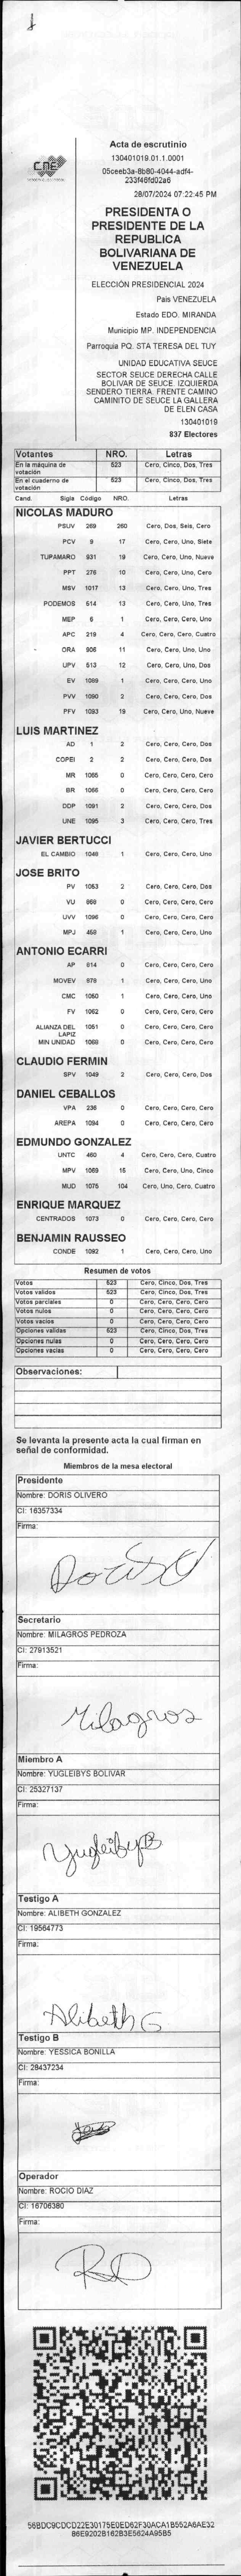 CNE
Acta de escrutinio
130401019.01.1.0001
05ceeb3a-8b80-4044-adf4-
233f46fd02a6
28/07/2024 07:22:45 PM
PRESIDENTA O
PRESIDENTE DE LA
REPUBLICA
BOLIVARIANA DE
VENEZUELA
ELECCIÓN PRESIDENCIAL 2024
Pais VENEZUELA
Estado EDO. MIRANDA
Municipio MP. INDEPENDENCIA
Parroquia PQ. STA TERESA DEL TUY
UNIDAD EDUCATIVA SEUCE
SECTOR SEUCE DERECHA CALLE
BOLIVAR DE SEUCE. IZQUIERDA
SENDERO TIERRA. FRENTE CAMINO
CAMINITO DE SEUCE LA GALLERA
DE ELEN CASA
130401019
837 Electores
Votantes NRO. Letras
En la máquina de votación 523 Cero, Cinco, Dos, Tres
En el cuaderno de votación 523 Cero, Cinco, Dos, Tres
Cand. Sigla Código NRO. Letras
NICOLAS MADURO
PSUV 269 260 Cero, Dos, Seis, Cero
PCV 9 17 Cero, Cero, Uno, Siete
TUPAMARO 931 19 Cero, Cero, Uno, Nueve
PPT 276 10 Cero, Cero, Uno, Cero
MSV 1017 13 Cero, Cero, Uno, Tres
PODEMOS 514 13 Cero, Cero, Uno, Tres
MEP 6 1 Cero, Cero, Cero, Uno
APC 219 4 Cero, Cero, Cero, Cuatro
ORA 906 11 Cero, Cero, Uno, Uno
UPV 513 12 Cero, Cero, Uno, Dos
EV 1089 1 Cero, Cero, Cero, Uno
PVV 1090 2 Cero, Cero, Cero, Dos
PFV 1093 19 Cero, Cero, Uno, Nueve
LUIS MARTINEZ
AD 1 2 Cero, Cero, Cero, Dos
COPEI 2 2 Cero, Cero, Cero, Dos
MR 1065 0 Cero, Cero, Cero, Cero
BR 1066 0 Cero, Cero, Cero, Cero
DDP 1091 2 Cero, Cero, Cero, Dos
UNE 1095 3 Cero, Cero, Cero, Tres
JAVIER BERTUCCI
EL CAMBIO 1048 1 Cero, Cero, Cero, Uno
JOSE BRITO
PV 1053 2 Cero, Cero, Cero, Dos
VU 868 0 Cero, Cero, Cero, Cero
UVV 1096 0 Cero, Cero, Cero, Cero
MPJ 458 1 Cero, Cero, Cero, Uno
ANTONIO ECARRI
AP 814 0 Cero, Cero, Cero, Cero
MOVEV 878 1 Cero, Cero, Cero, Uno
CMC 1050 1 Cero, Cero, Cero, Uno
FV 1062 0 Cero, Cero, Cero, Cero
ALIANZA DEL LAPIZ 1051 0 Cero, Cero, Cero, Cero
MIN UNIDAD 1068 0 Cero, Cero, Cero, Cero
CLAUDIO FERMIN
SPV 1049 2 Cero, Cero, Cero, Dos
DANIEL CEBALLOS
VPA 236 0 Cero, Cero, Cero, Cero
AREPA 1094 0 Cero, Cero, Cero, Cero
EDMUNDO GONZALEZ
UNTC 460 4 Cero, Cero, Cero, Cuatro
MPV 1069 15 Cero, Cero, Uno, Cinco
MUD 1075 104 Cero, Uno, Cero, Cuatro
ENRIQUE MARQUEZ
CENTRADOS 1073 0 Cero, Cero, Cero, Cero
BENJAMIN RAUSSEO
CONDE 1092 1 Cero, Cero, Cero, Uno
Resumen de votos
Votos 523 Cero, Cinco, Dos, Tres
Votos validos 523 Cero, Cinco, Dos, Tres
Votos parciales 0 Cero, Cero, Cero, Cero
Votos nulos 0 Cero, Cero, Cero, Cero
Votos vacios 0 Cero, Cero, Cero, Cero
Opciones validas 523 Cero, Cinco, Dos, Tres
Opciones nulas 0 Cero, Cero, Cero, Cero
Opciones vacias 0 Cero, Cero, Cero, Cero
Observaciones:
Se levanta la presente acta la cual firman en
señal de conformidad.
Miembros de la mesa electoral
Presidente
Nombre: DORIS OLIVERO
CI: 16357334
Firma:
Secretario
Nombre: MILAGROS PEDROZA
CI: 27913521
Firma:
Milagros
Miembro A
Nombre: YUGLEIBYS BOLIVAR
CI: 25327137
Firma:
YugleibyB
Testigo A
Nombre: ALIBETH GONZALEZ
CI: 19564773
Firma:
Alibeth G
Testigo B
Nombre: YESSICA BONILLA
CI: 28437234
Firma:
Operador
Nombre: ROCIO DIAZ
CI: 16706380
Firma:
RD
56BDC9CDCD22E30175E0ED62F30ACA1B552A6AE32
86E9202B162B3E5624A95B5